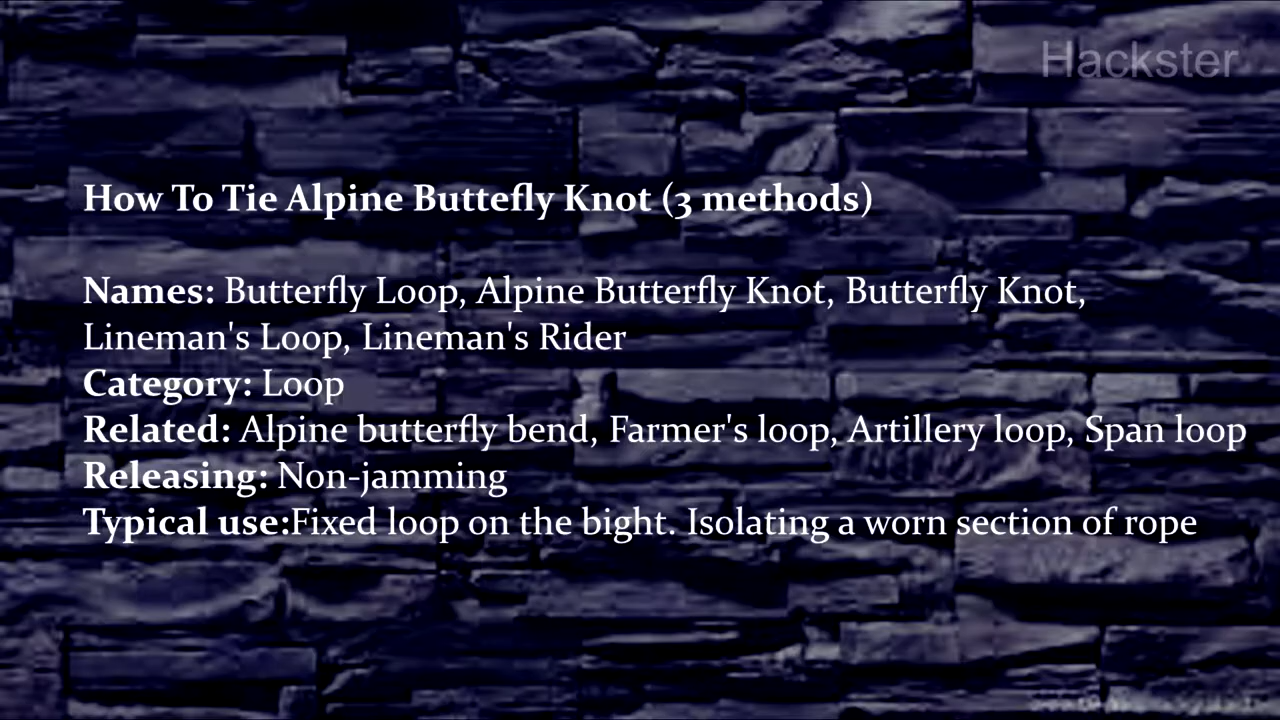 Hackster
How To Tie Alpine Buttefly Knot (3 methods)
Names: Butterfly Loop, Alpine Butterfly Knot, Butterfly Knot,
Lineman's Loop, Lineman's Rider
Category: Loop
Related: Alpine butterfly bend, Farmer's loop, Artillery loop, Span loop
Releasing: Non-jamming
Typical use:Fixed loop on the bight. Isolating a worn section of rope